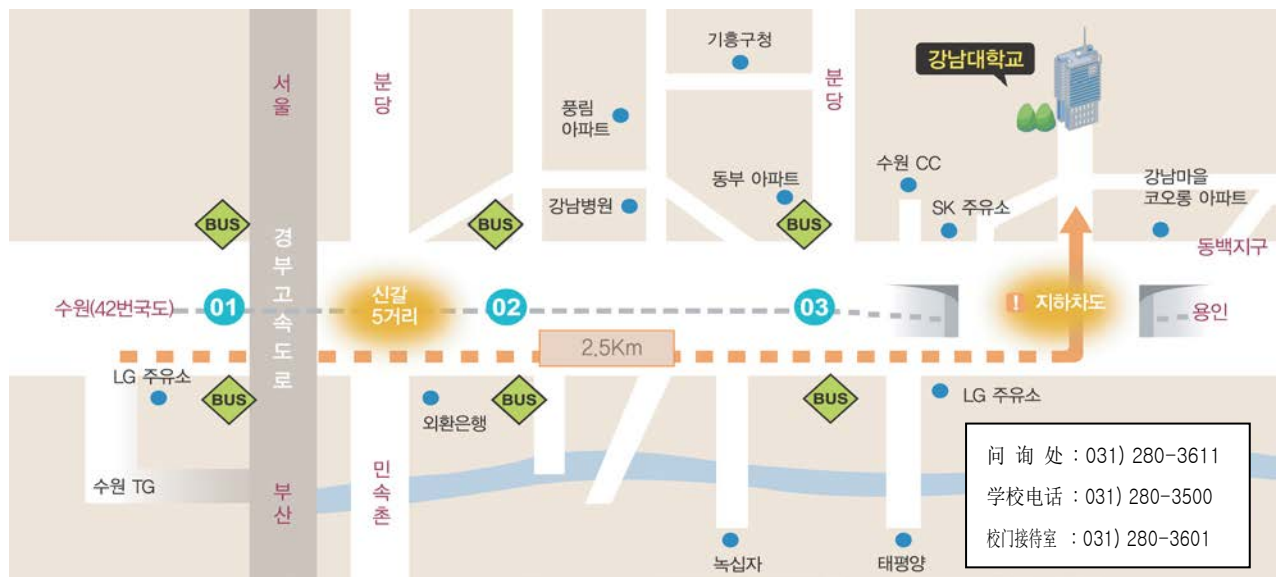 기흥구청
강남대학교
서울
분당
분당
풍림
아파트
수원 CC
동부 아파트
강남마을
코오롱 아파트
강남병원
SK 주유소
BUS
BUS
BUS
동백지구
경부고속도로
수원(42번국도)
01
신갈
5거리
02
03
! 지하차도
용인
2.5Km
LG 주유소
BUS
외환은행
BUS
BUS
LG 주유소
수원 TG
부산
민속촌
녹십자
태평양
问 询 处 : 031) 280-3611
学校电话 : 031) 280-3500
校门接待室 : 031) 280-3601